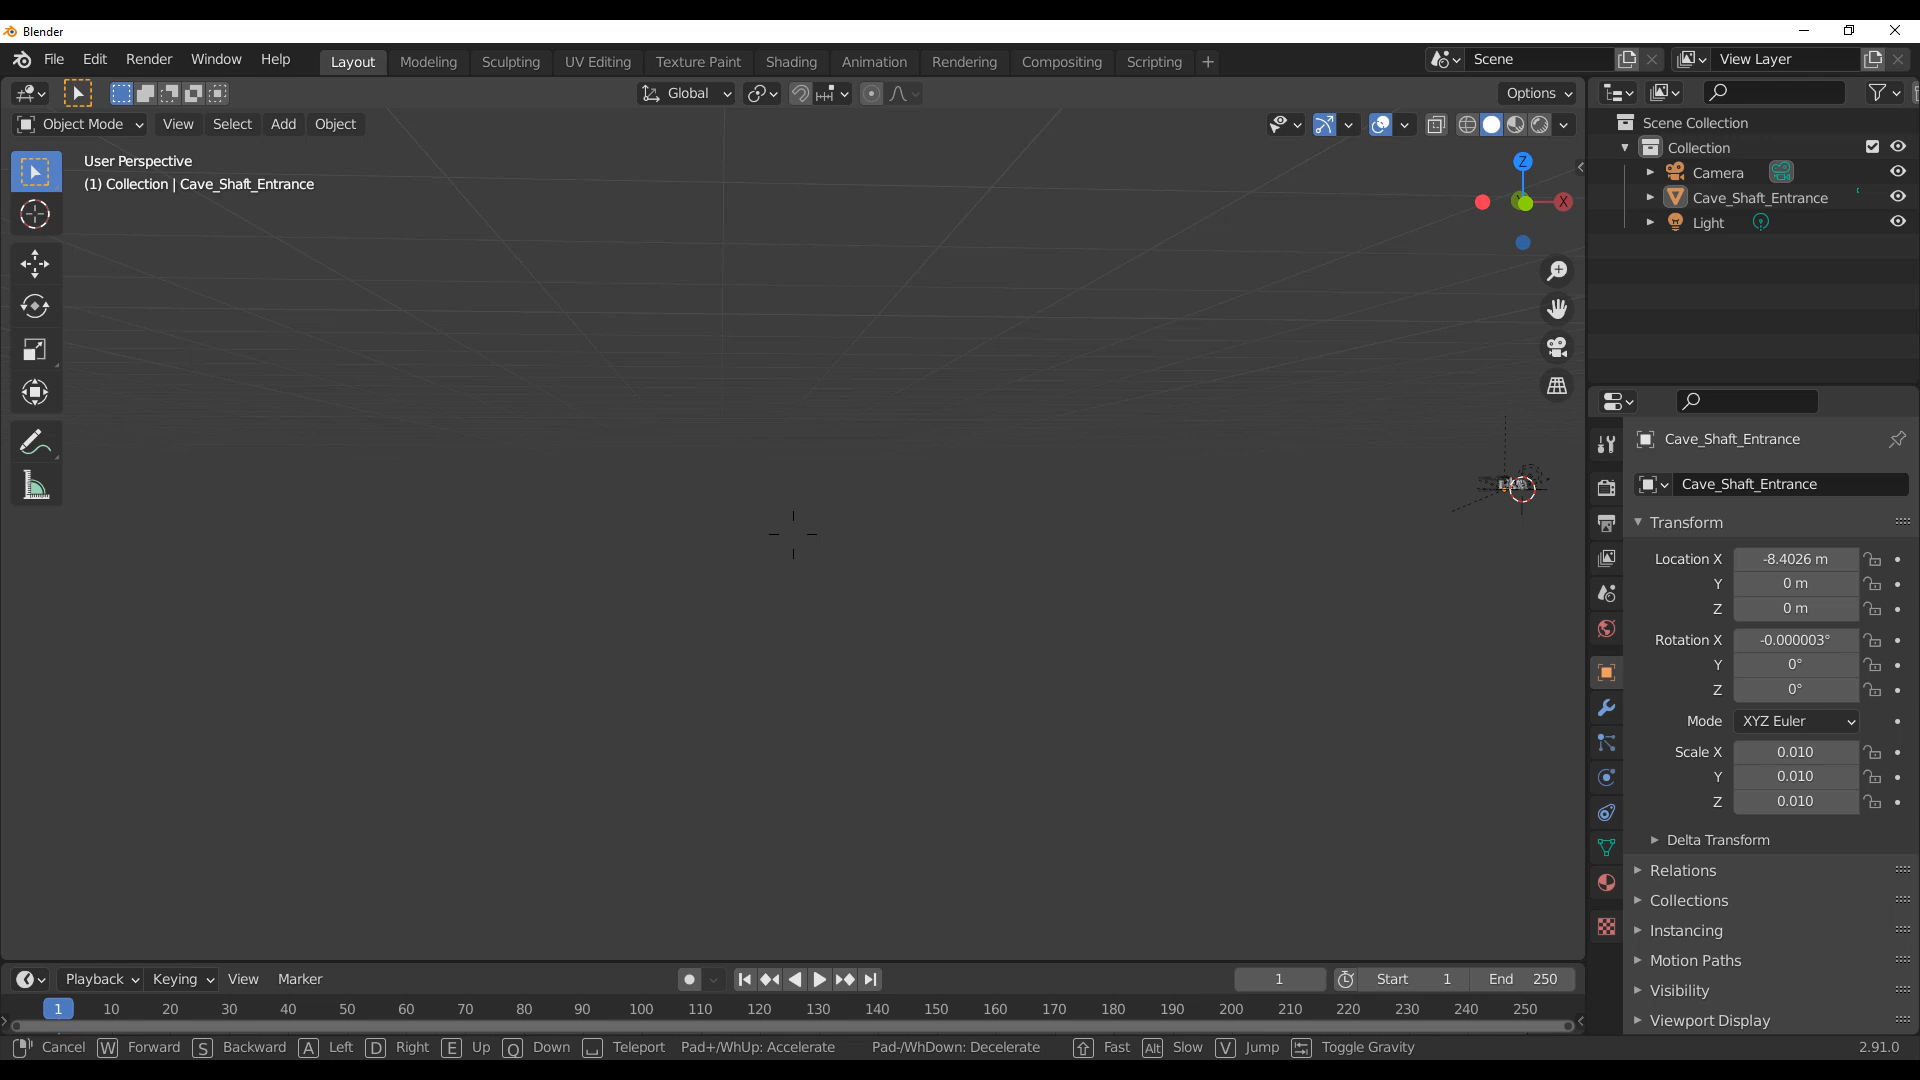 Blender
File Edit Render Window Help Layout Modeling Sculpting UV Editing Texture Paint Shading Animation Rendering Compositing Scripting + Scene View Layer
Global Options
Object Mode View Select Add Object
User Perspective
(1) Collection | Cave_Shaft_Entrance
Z
X
Scene Collection
Collection
Camera
Cave_Shaft_Entrance
Light
Cave_Shaft_Entrance
Cave_Shaft_Entrance
Transform
Location X -8.4026 m
Y 0 m
Z 0 m
Rotation X -0.000003°
Y 0°
Z 0°
Mode XYZ Euler
Scale X 0.010
Y 0.010
Z 0.010
Delta Transform
Relations
Collections
Instancing
Motion Paths
Visibility
Viewport Display
Playback Keying View Marker 1 Start 1 End 250
1 10 20 30 40 50 60 70 80 90 100 110 120 130 140 150 160 170 180 190 200 210 220 230 240 250
Cancel W Forward S Backward A Left D Right E Up Q Down Teleport Pad+/WhUp: Accelerate Pad-/WhDown: Decelerate Fast Alt Slow V Jump Toggle Gravity 2.91.0